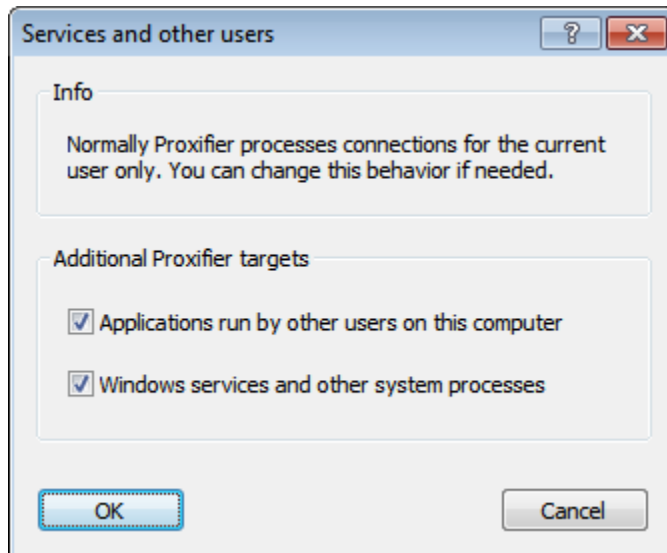 Services and other users
?
Info
Normally Proxifier processes connections for the current
user only. You can change this behavior if needed.
Additional Proxifier targets
Applications run by other users on this computer
Windows services and other system processes
OK
Cancel